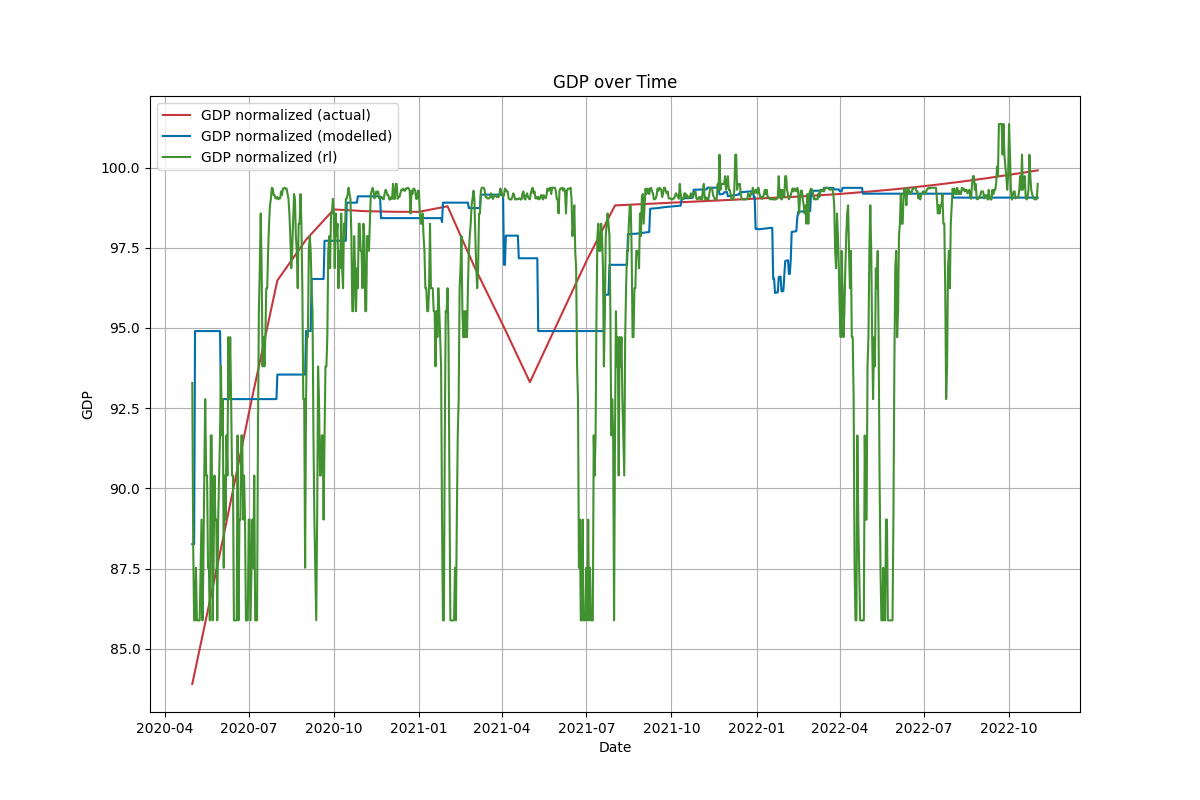 GDP over Time
GDP normalized (actual)
GDP normalized (modelled)
GDP normalized (rl)
GDP
100.0
97.5
95.0
92.5
90.0
87.5
85.0
2020-04 2020-07 2020-10 2021-01 2021-04 2021-07 2021-10 2022-01 2022-04 2022-07 2022-10
Date